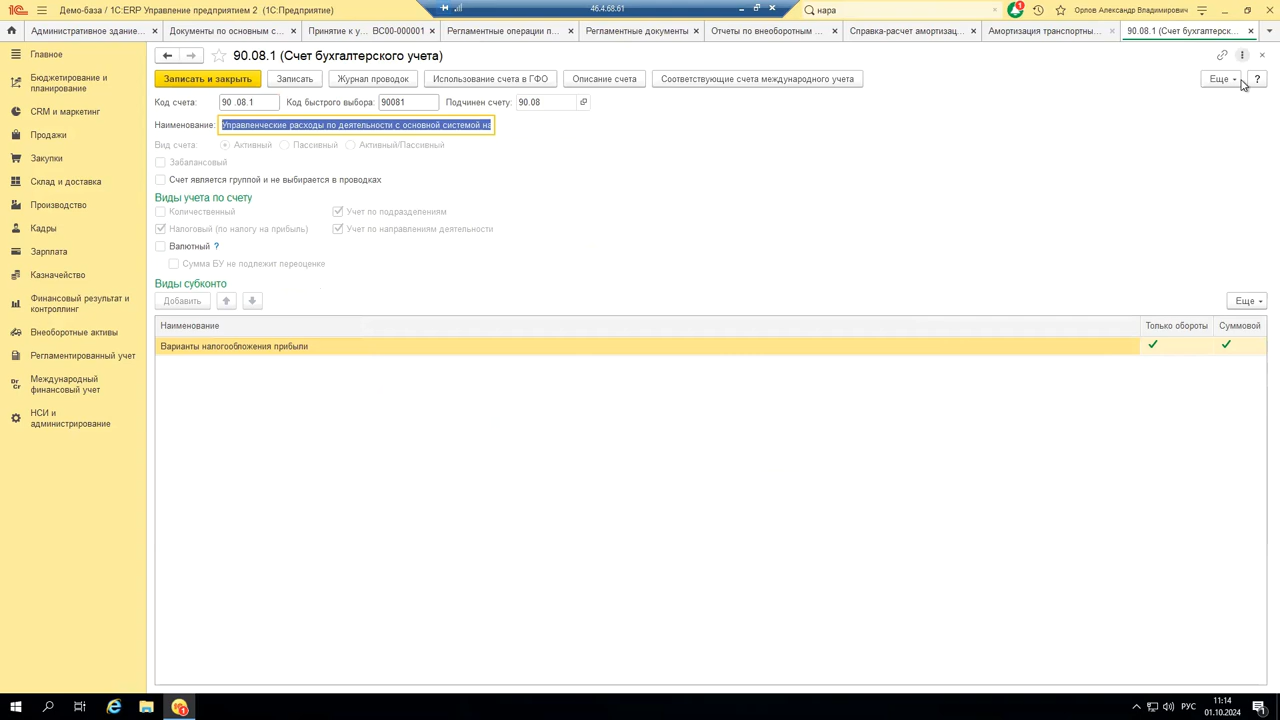 Демо-база / 1С:ERP Управление предприятием 2 (1С:Предприятие)
46.4.68.61
нара
1
Орлов Александр Владимирович
Административное здание...
Документы по основным с...
Принятие к у... ВС00-000001
Регламентные операции п...
Регламентные документы
Отчеты по внеоборотным ...
Справка-расчет амортизац...
Амортизация транспортны...
90.08.1 (Счет бухгалтерск...
Главное
Бюджетирование и
планирование
CRM и маркетинг
Продажи
Закупки
Склад и доставка
Производство
Кадры
Зарплата
Казначейство
Финансовый результат и
контроллинг
Внеоборотные активы
Регламентированный учет
Dr
Cr
Международный
финансовый учет
НСИ и
администрирование
90.08.1 (Счет бухгалтерского учета)
Записать и закрыть
Записать
Журнал проводок
Использование счета в ГФО
Описание счета
Соответствующие счета международного учета
Еще
?
Код счета: 90 .08.1 Код быстрого выбора: 90081 Подчинен счету: 90.08
Наименование: Управленческие расходы по деятельности с основной системой на
Вид счета: Активный Пассивный Активный/Пассивный
Забалансовый
Счет является группой и не выбирается в проводках
Виды учета по счету
Количественный Учет по подразделениям
Налоговый (по налогу на прибыль) Учет по направлениям деятельности
Валютный ?
Сумма БУ не подлежит переоценке
Виды субконто
Добавить
Еще
Наименование Только обороты Суммовой
Варианты налогообложения прибыли
РУС
11:14
01.10.2024
1